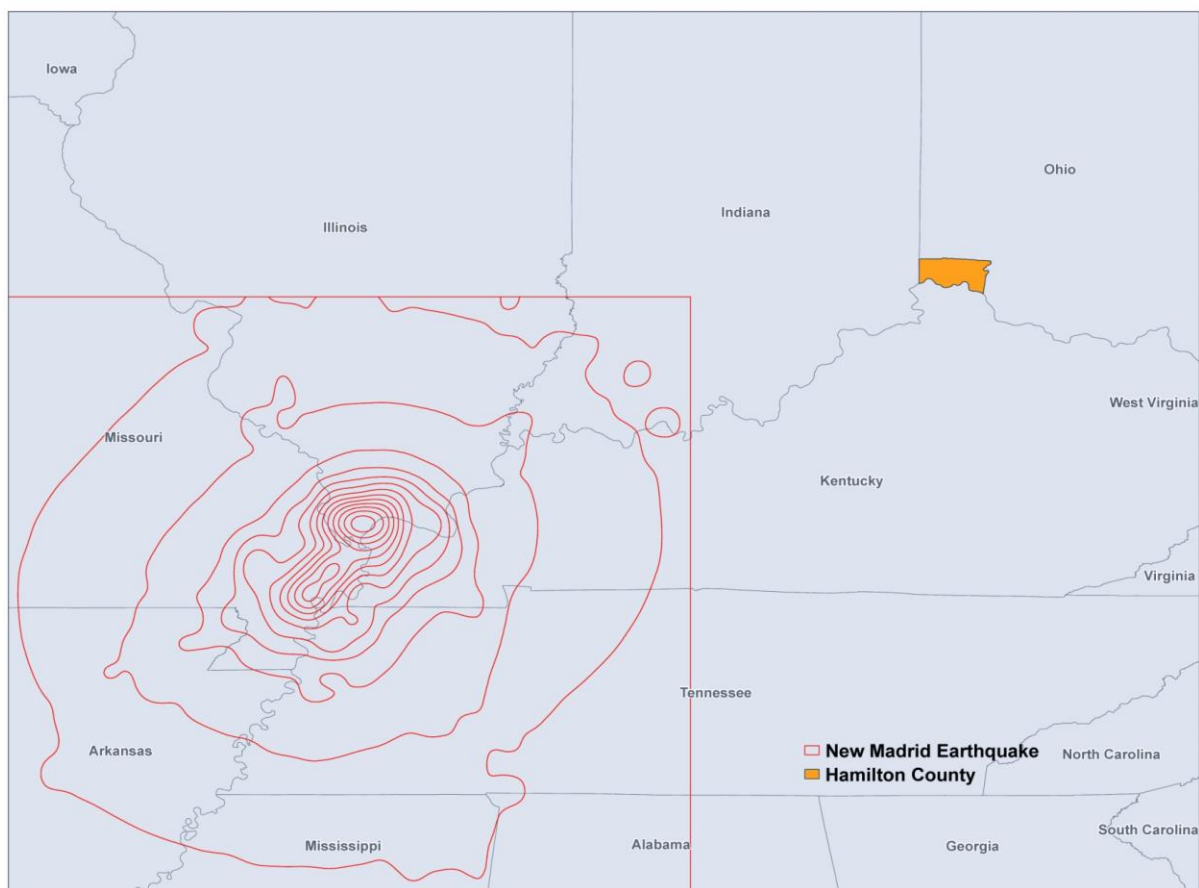 Iowa
Ohio
Indiana
Illinois
West Virginia
Missouri
Kentucky
Virginia
Tennessee
Arkansas
New Madrid Earthquake
North Carolina
Hamilton County
South Carolina
Mississippi
Alabama
Georgia